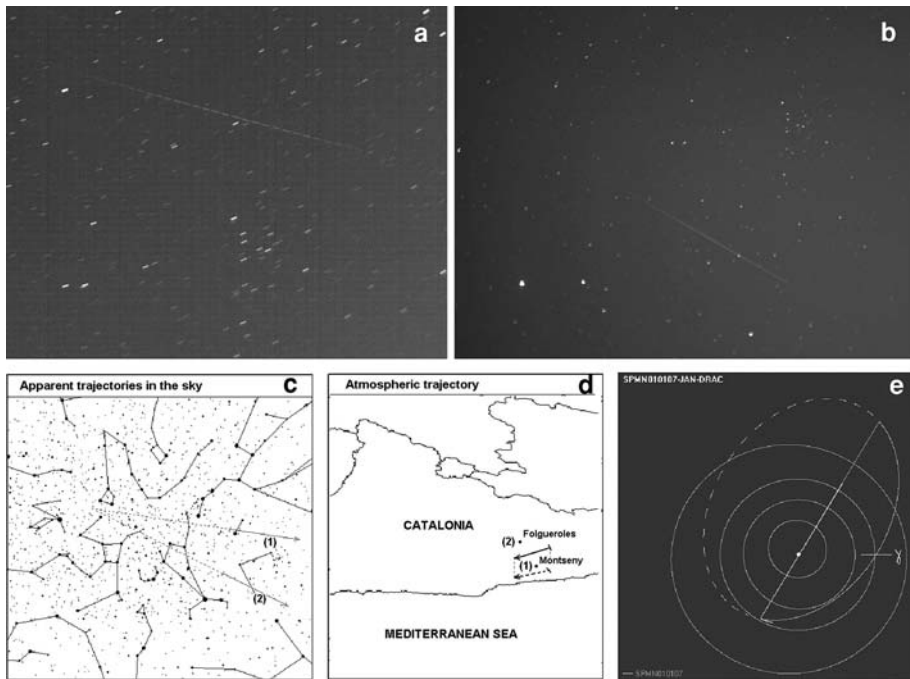 a
b
Apparent trajectories in the sky
c
(1)
(2)
Atmospheric trajectory
d
CATALONIA
Folgueroles
(2)
(1)
Montseny
MEDITERRANEAN SEA
e
SPMN010107-JAN-DRAC
γ
SPMN010107